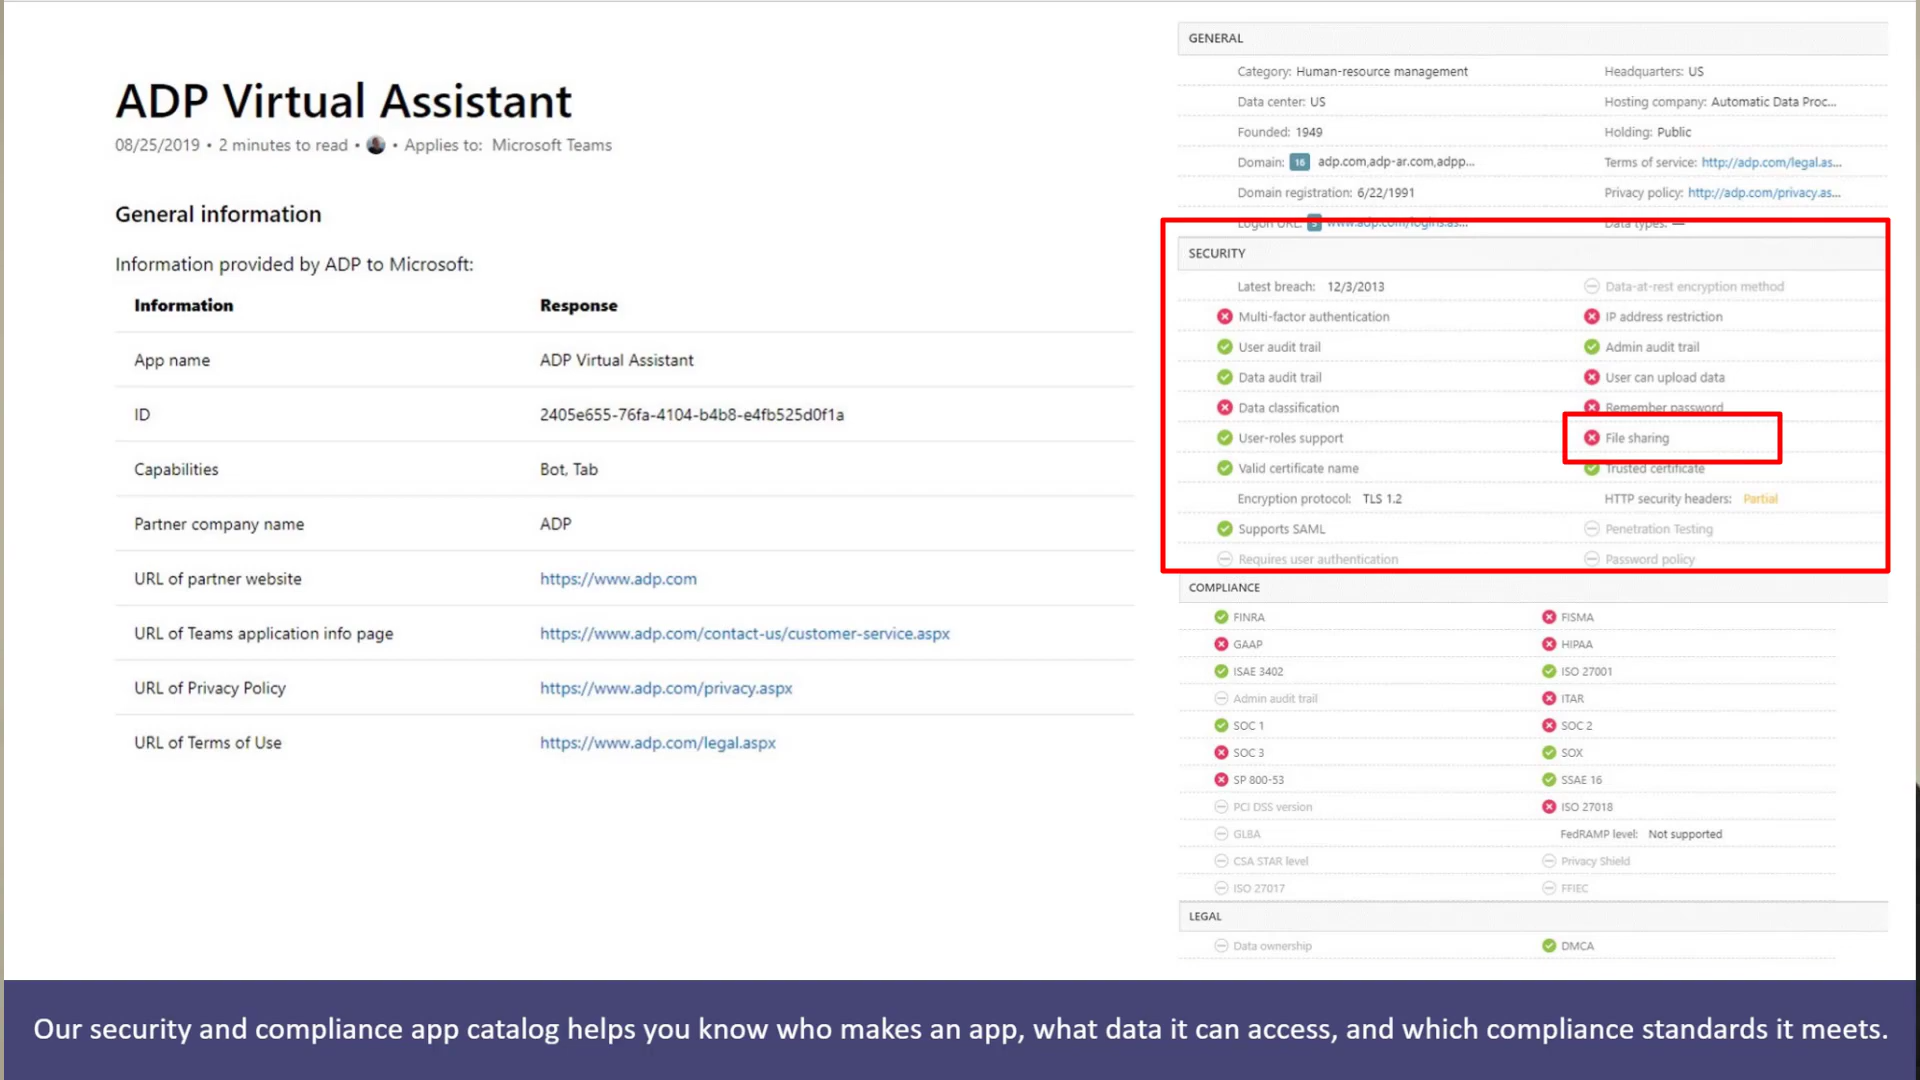 ADP Virtual Assistant
08/25/2019 • 2 minutes to read • • Applies to: Microsoft Teams
General information
Information provided by ADP to Microsoft:
Information Response
App name ADP Virtual Assistant
ID 2405e655-76fa-4104-b4b8-e4fb525d0f1a
Capabilities Bot, Tab
Partner company name ADP
URL of partner website https://www.adp.com
URL of Teams application info page https://www.adp.com/contact-us/customer-service.aspx
URL of Privacy Policy https://www.adp.com/privacy.aspx
URL of Terms of Use https://www.adp.com/legal.aspx
GENERAL
Category: Human-resource management Headquarters: US
Data center: US Hosting company: Automatic Data Proc...
Founded: 1949 Holding: Public
Domain: 16 adp.com,adp-ar.com,adpp... Terms of service: http://adp.com/legal.as...
Domain registration: 6/22/1991 Privacy policy: http://adp.com/privacy.as...
Logon URL: www.adp.com/logins.as... Data types: —
SECURITY
Latest breach: 12/3/2013 Data-at-rest encryption method
Multi-factor authentication IP address restriction
User audit trail Admin audit trail
Data audit trail User can upload data
Data classification Remember password
User-roles support File sharing
Valid certificate name Trusted certificate
Encryption protocol: TLS 1.2 HTTP security headers: Partial
Supports SAML Penetration Testing
Requires user authentication Password policy
COMPLIANCE
FINRA FISMA
GAAP HIPAA
ISAE 3402 ISO 27001
Admin audit trail ITAR
SOC 1 SOC 2
SOC 3 SOX
SP 800-53 SSAE 16
PCI DSS version ISO 27018
GLBA FedRAMP level: Not supported
CSA STAR level Privacy Shield
ISO 27017 FFIEC
LEGAL
Data ownership DMCA
Our security and compliance app catalog helps you know who makes an app, what data it can access, and which compliance standards it meets.